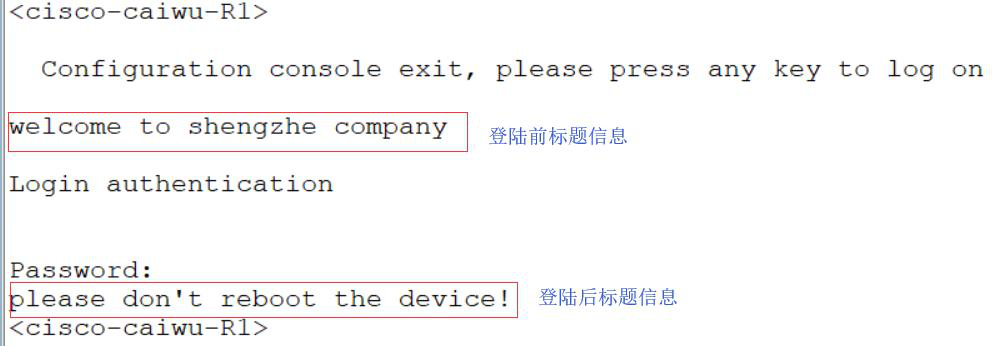 <cisco-caiwu-R1>
Configuration console exit, please press any key to log on
welcome to shengzhe company 登陆前标题信息
Login authentication
Password:
please don't reboot the device! 登陆后标题信息
<cisco-caiwu-R1>